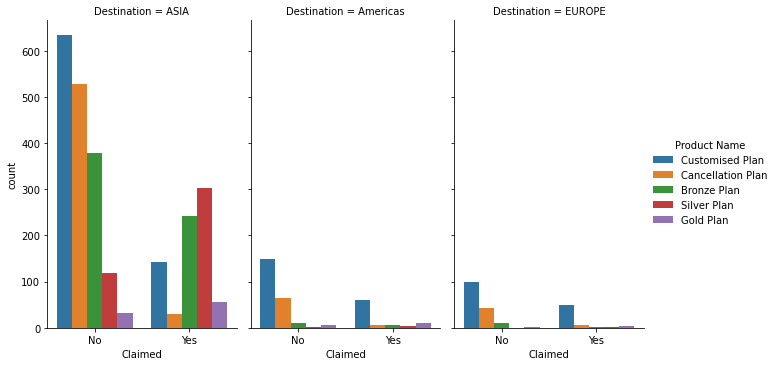 Destination = ASIA
Destination = Americas
Destination = EUROPE
600
500
400
300
200
100
0
count
No
Yes
Claimed
No
Yes
Claimed
No
Yes
Claimed
Product Name
Customised Plan
Cancellation Plan
Bronze Plan
Silver Plan
Gold Plan